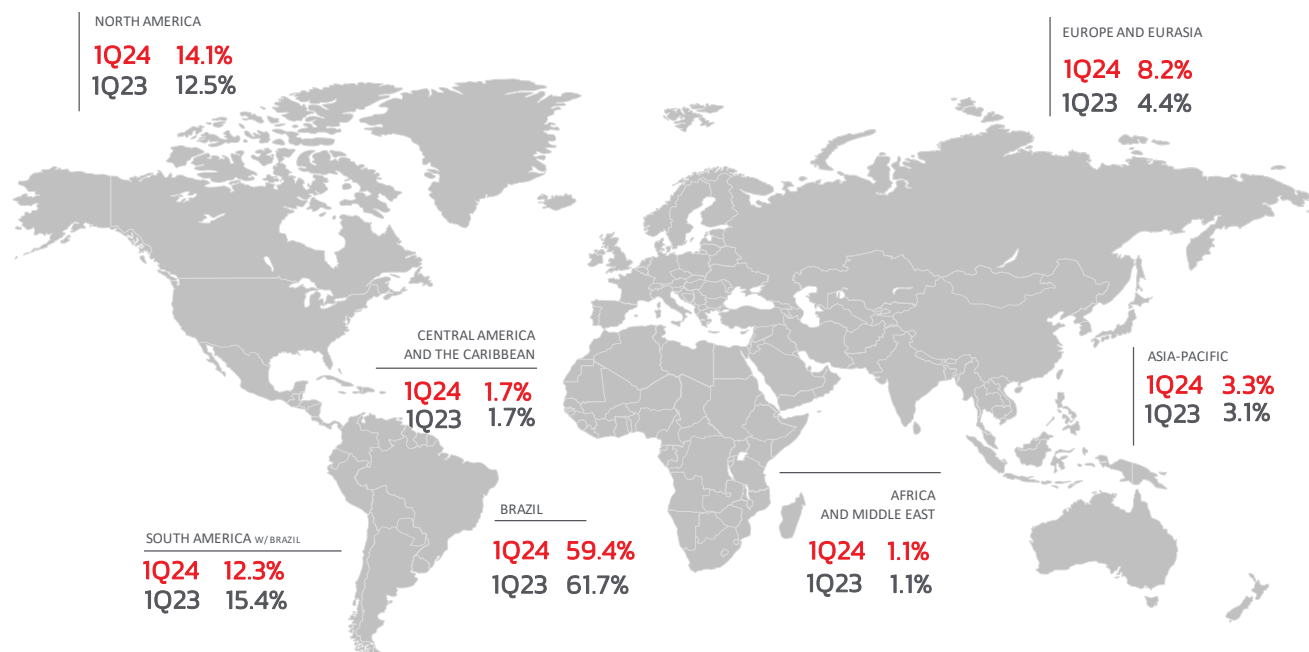 NORTH AMERICA
1Q24 14.1%
1Q23 12.5%
EUROPE AND EURASIA
1Q24 8.2%
1Q23 4.4%
CENTRAL AMERICA
AND THE CARIBBEAN
1Q24 1.7%
1Q23 1.7%
ASIA-PACIFIC
1Q24 3.3%
1Q23 3.1%
SOUTH AMERICA W/ BRAZIL
1Q24 12.3%
1Q23 15.4%
BRAZIL
1Q24 59.4%
1Q23 61.7%
AFRICA
AND MIDDLE EAST
1Q24 1.1%
1Q23 1.1%